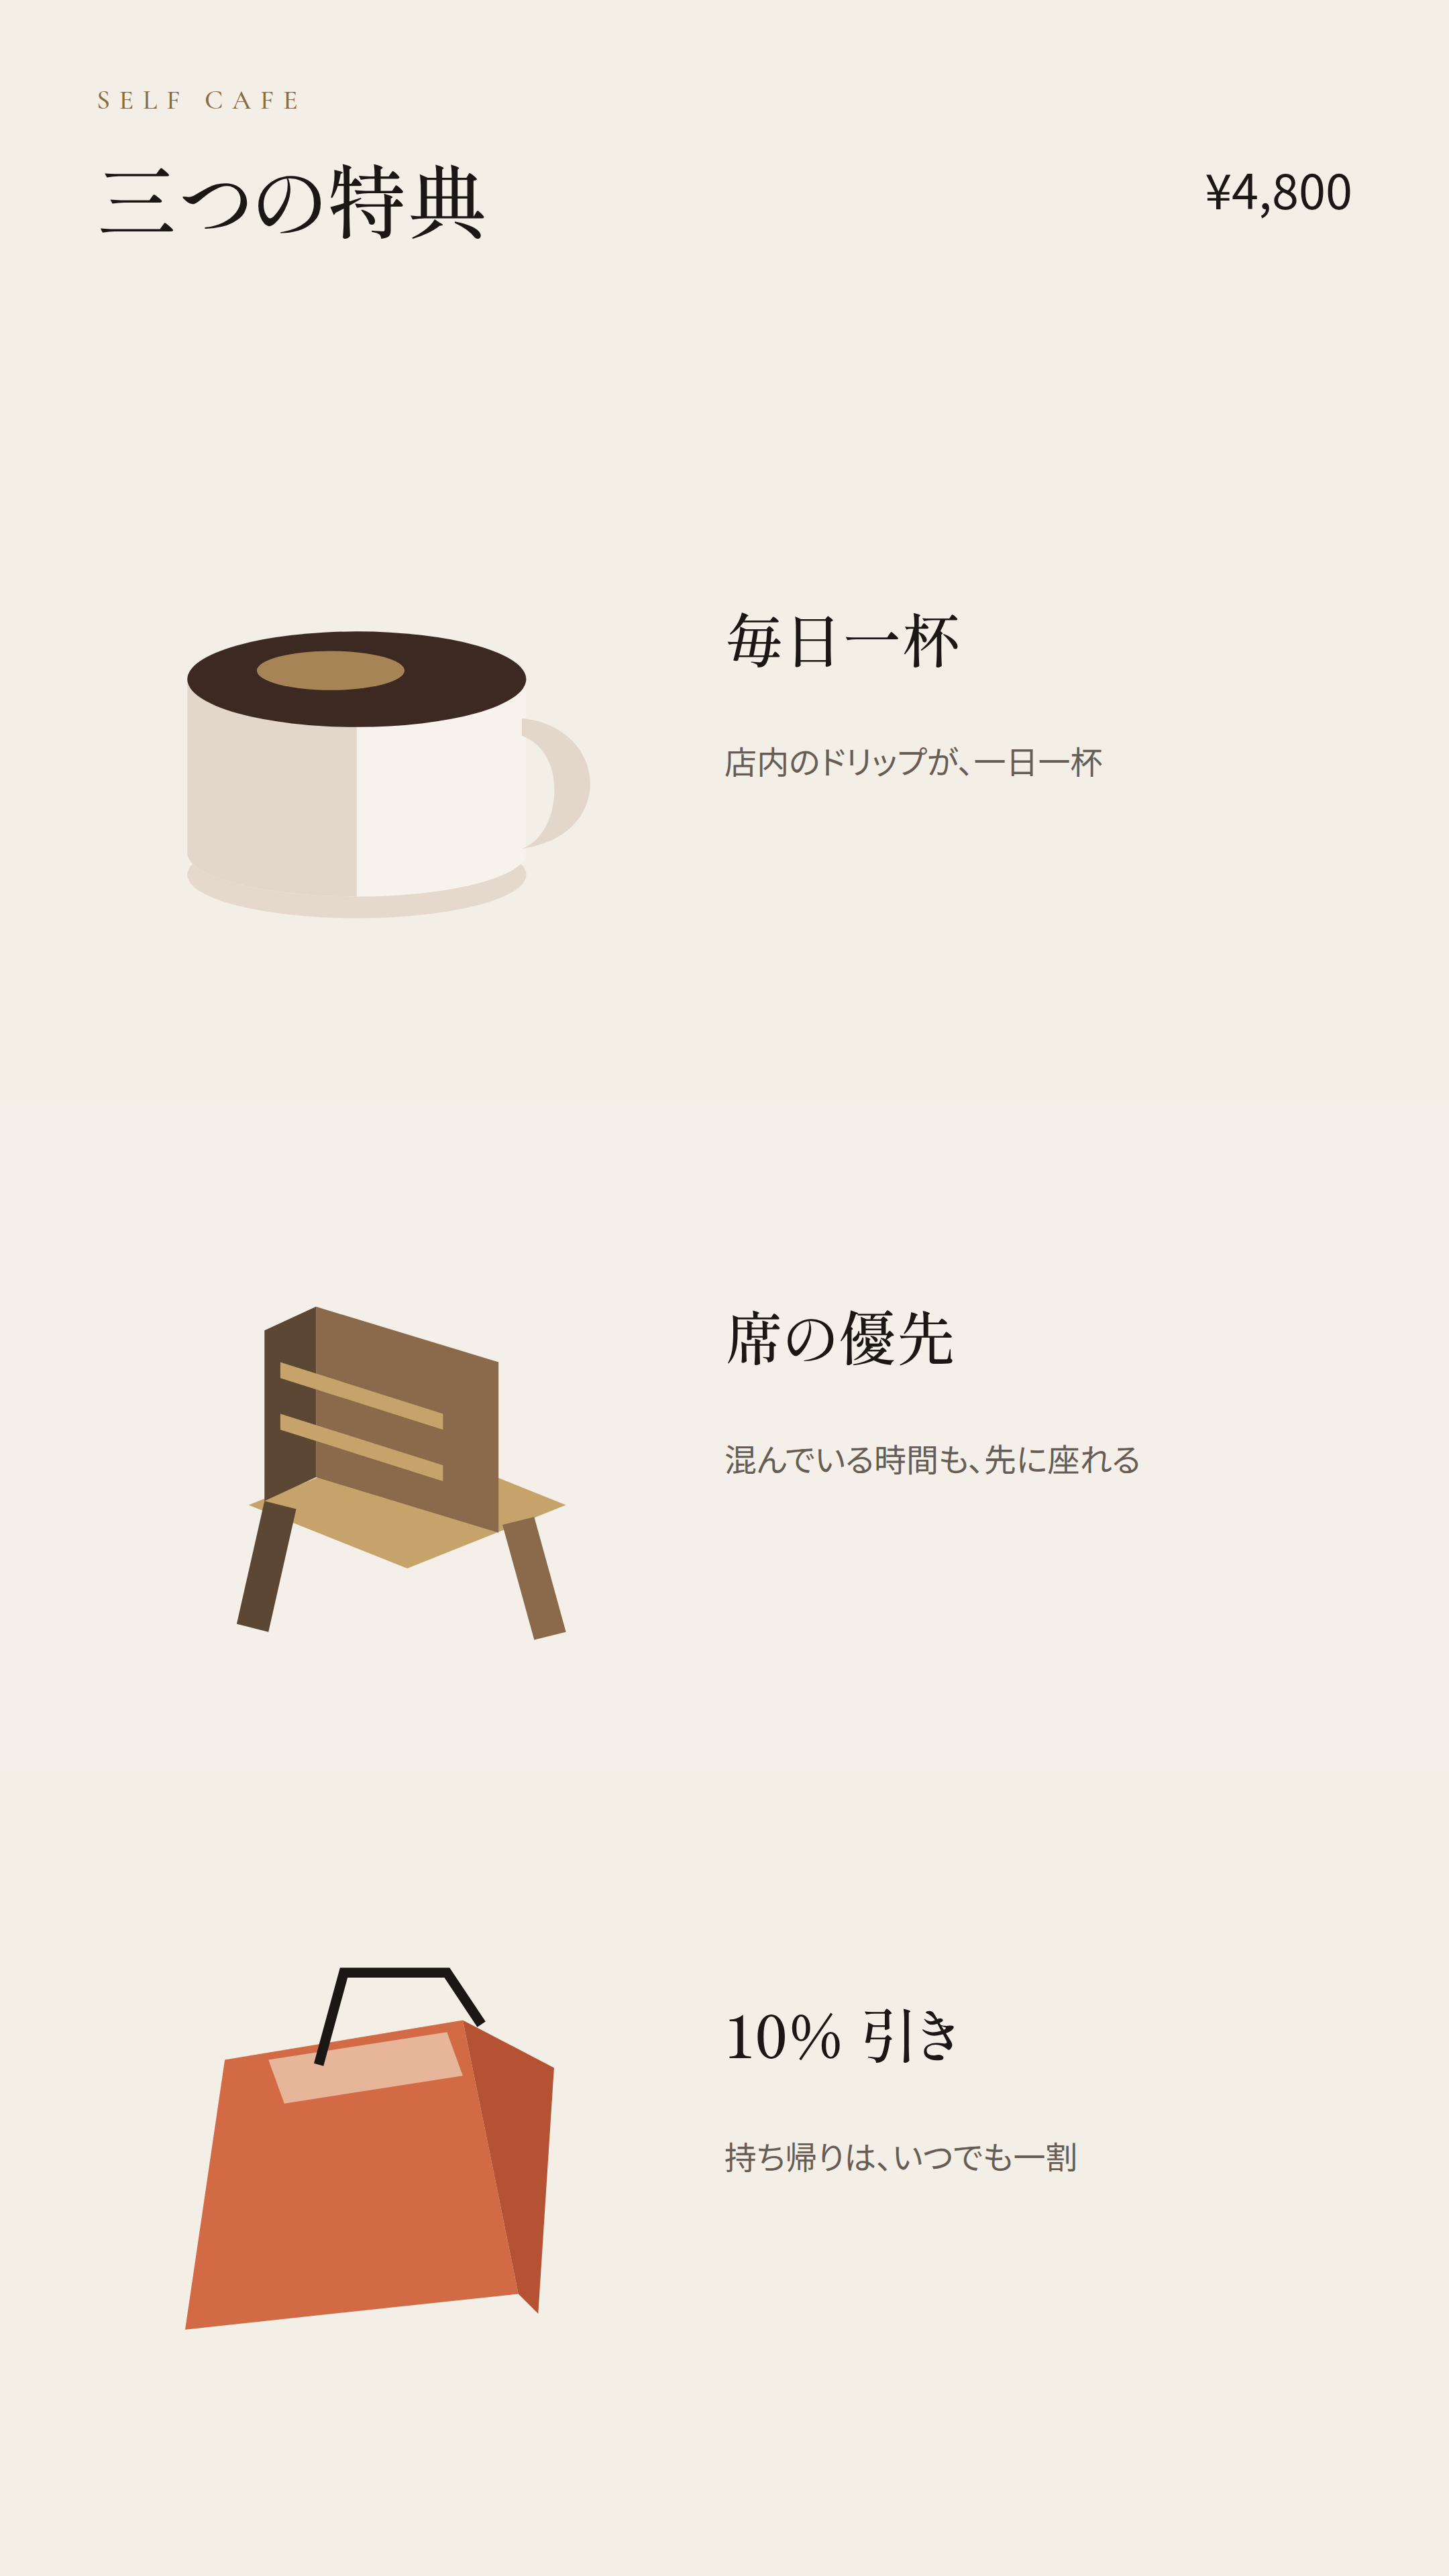 SELF CAFE
三つの特典
¥4,800
毎日一杯
店内のドリップが、一日一杯
席の優先
混んでいる時間も、先に座れる
10% 引き
持ち帰りは、いつでも一割